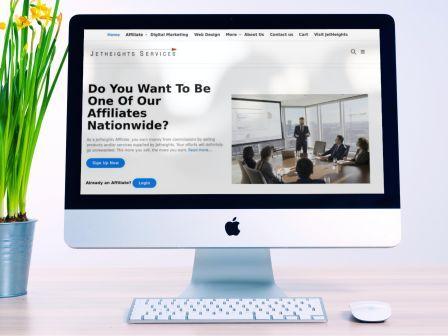 Home Affiliate Digital Marketing Web Design More About Us Contact us Cart Visit JetHeights
JETHEIGHTS SERVICES
Do You Want To Be
One Of Our
Affiliates
Nationwide?
As a JetHeights Affiliate, you earn money from commissions by selling
products and/or services supplied by JetHeights. Your efforts will definitely
go unrewarded. The more you sell, the more you earn. Read more...
Sign Up Now
Already an Affiliate? Login